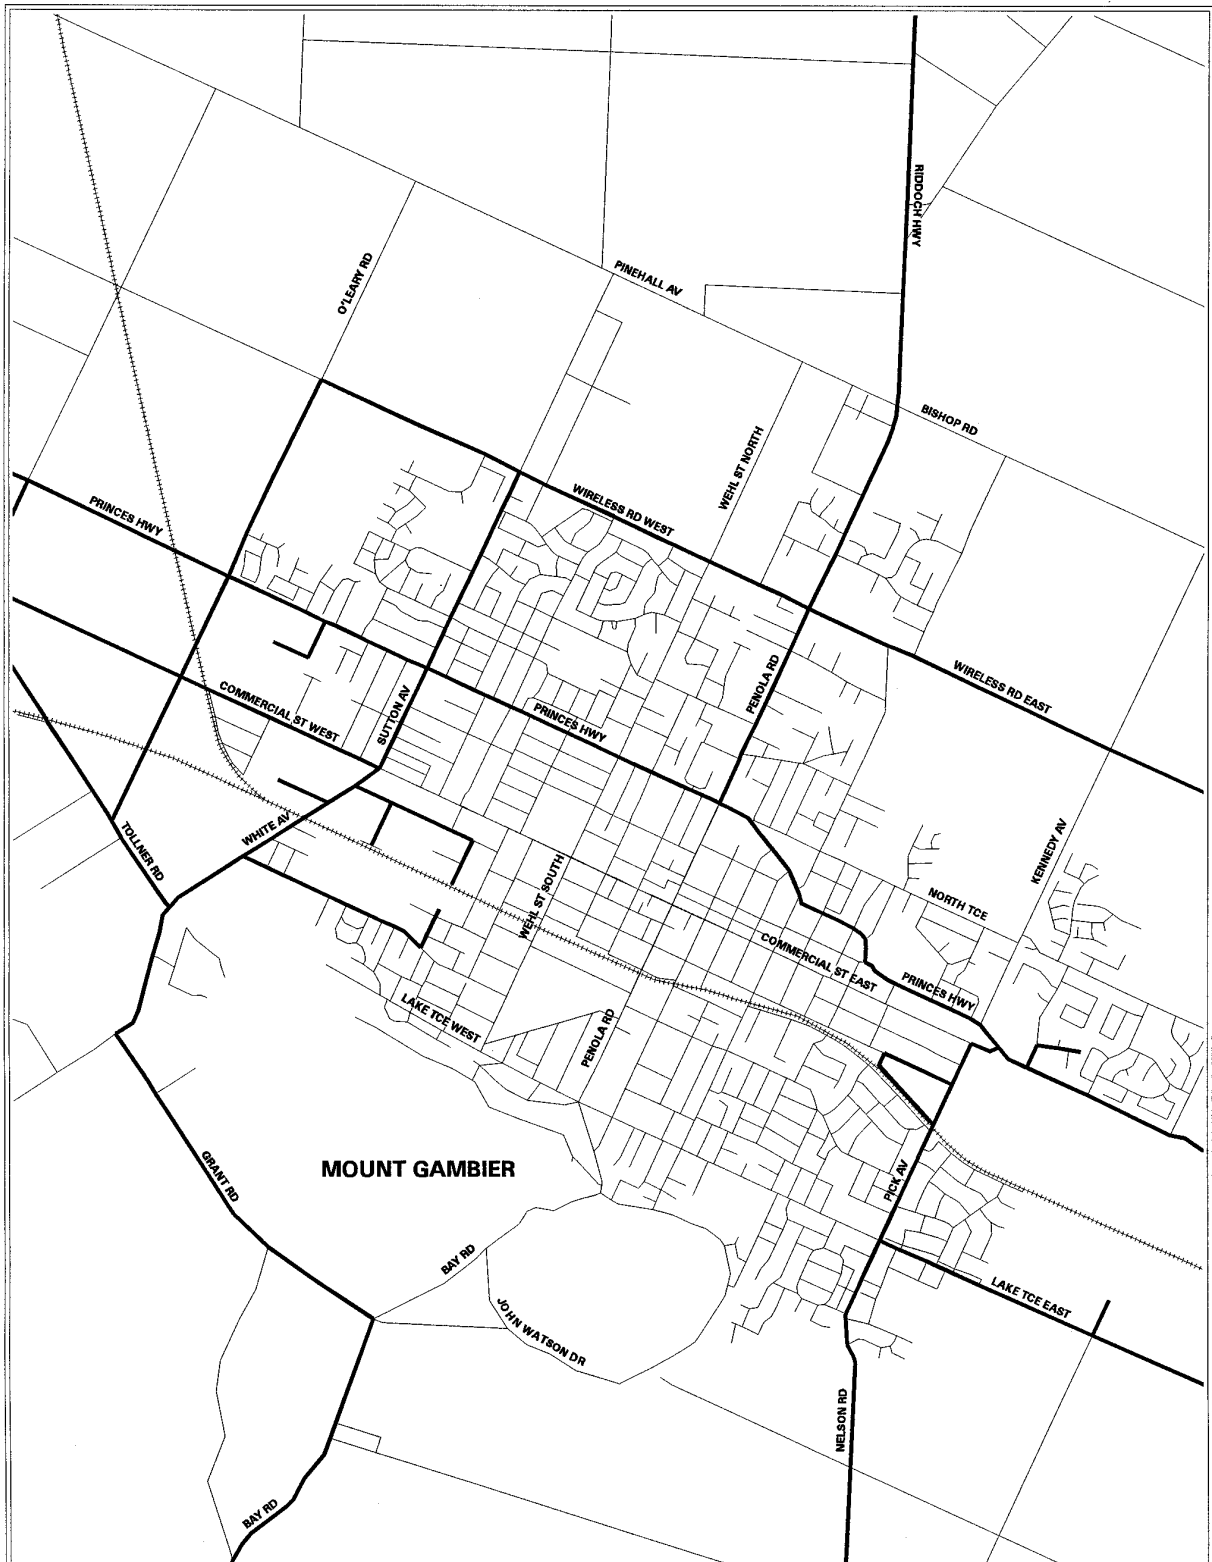 RIDDOCH HWY
O'LEARY RD
PINEHALL AV
BISHOP RD
WEHL ST NORTH
PRINCES HWY
WIRELESS RD WEST
WIRELESS RD EAST
PENOLA RD
COMMERCIAL ST WEST
SUTTON AV
PRINCES HWY
TOLLNER RD
WHITE AV
KENNEDY AV
WEHL ST SOUTH
NORTH TCE
COMMERCIAL ST EAST
PRINCES HWY
LAKE TCE WEST
PENOLA RD
MOUNT GAMBIER
GRANT RD
PICK AV
BAY RD
LAKE TCE EAST
JOHN WATSON DR
NELSON RD
BAY RD